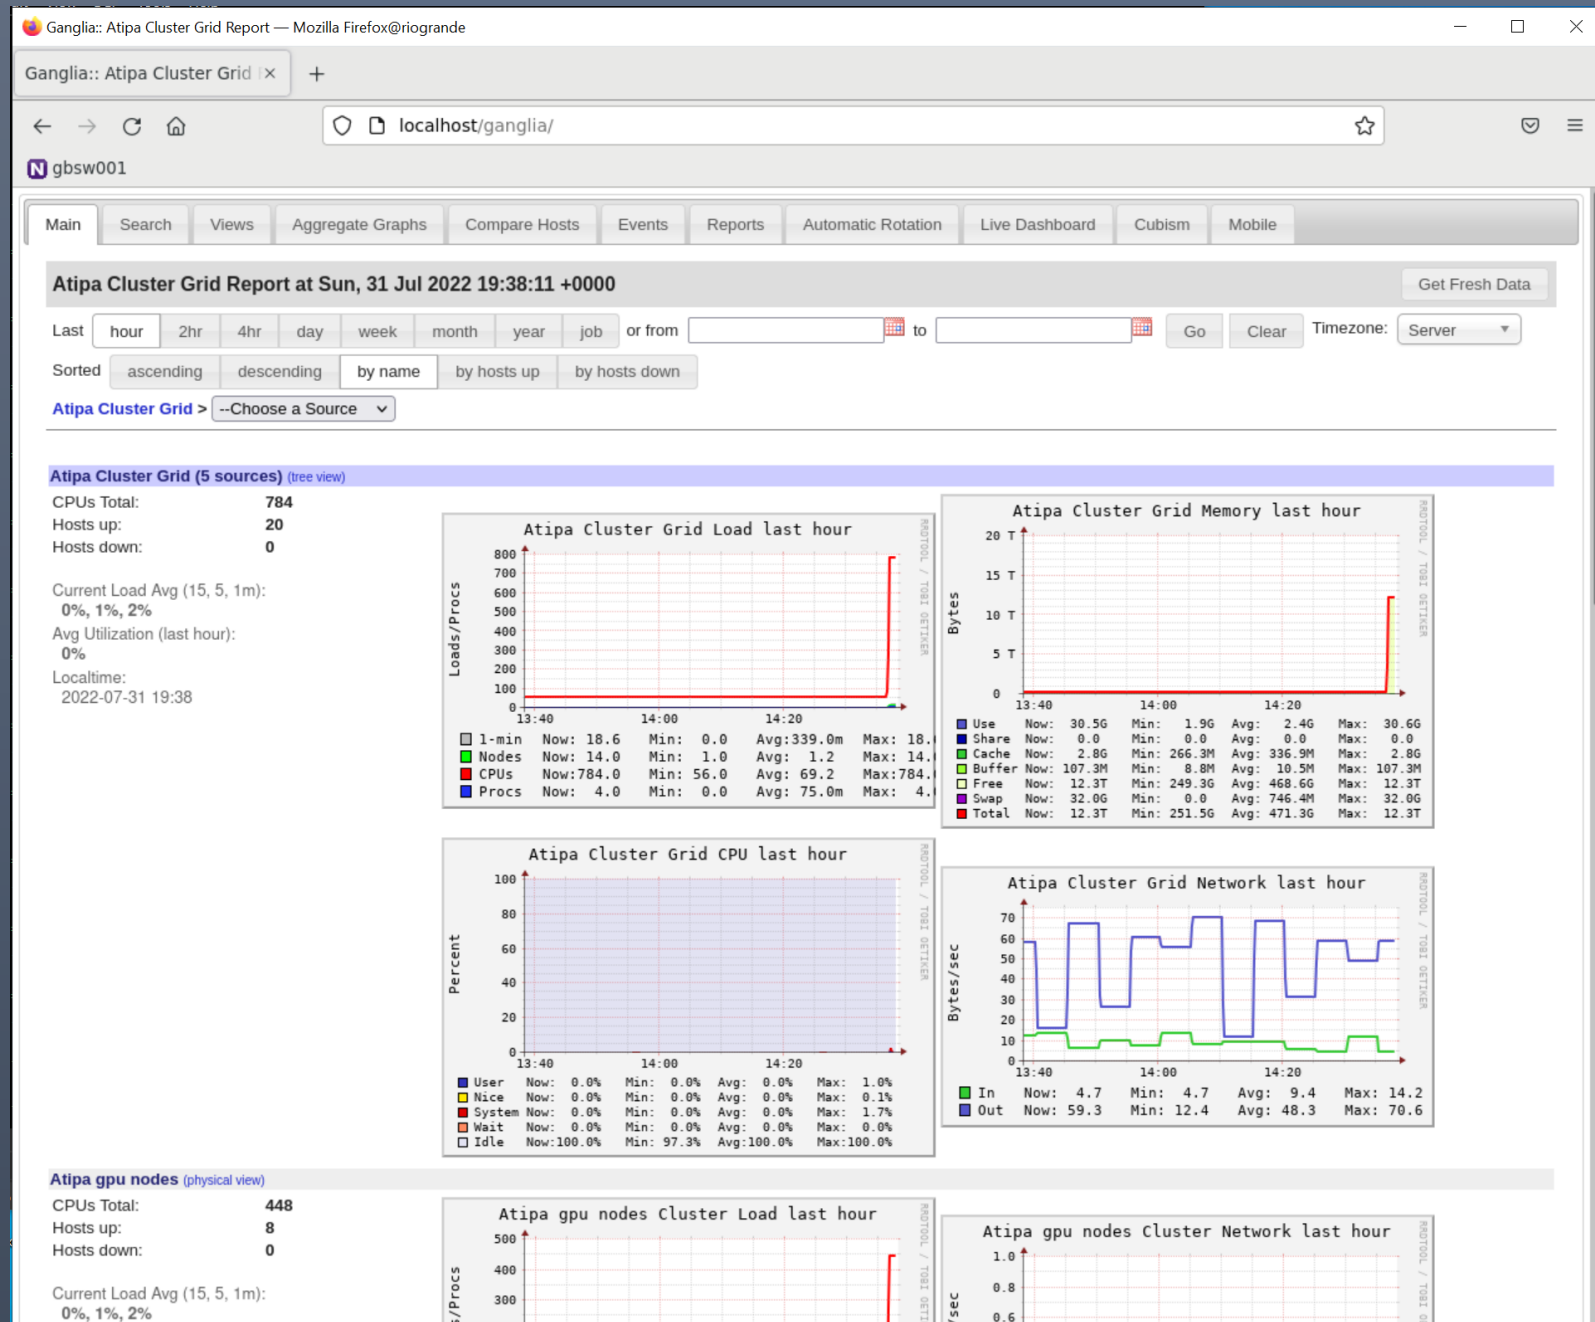 Ganglia:: Atipa Cluster Grid Report — Mozilla Firefox@riogrande
Ganglia:: Atipa Cluster Grid
localhost/ganglia/
N gbsw001
Main Search Views Aggregate Graphs Compare Hosts Events Reports Automatic Rotation Live Dashboard Cubism Mobile
Atipa Cluster Grid Report at Sun, 31 Jul 2022 19:38:11 +0000 Get Fresh Data
Last hour 2hr 4hr day week month year job or from to Go Clear Timezone: Server
Sorted ascending descending by name by hosts up by hosts down
Atipa Cluster Grid > --Choose a Source
Atipa Cluster Grid (5 sources) (tree view)
CPUs Total: 784
Hosts up: 20
Hosts down: 0
Current Load Avg (15, 5, 1m):
0%, 1%, 2%
Avg Utilization (last hour):
0%
Localtime:
2022-07-31 19:38
Atipa Cluster Grid Load last hour
RRDTOOL / TOBI OETIKER
Loads/Procs
800
700
600
500
400
300
200
100
0
13:40 14:00 14:20
1-min Now: 18.6 Min: 0.0 Avg:339.0m Max: 18.
Nodes Now: 14.0 Min: 1.0 Avg: 1.2 Max: 14.
CPUs Now:784.0 Min: 56.0 Avg: 69.2 Max:784.
Procs Now: 4.0 Min: 0.0 Avg: 75.0m Max: 4.
Atipa Cluster Grid Memory last hour
RRDTOOL / TOBI OETIKER
Bytes
20 T
15 T
10 T
5 T
0
13:40 14:00 14:20
Use Now: 30.5G Min: 1.9G Avg: 2.4G Max: 30.6G
Share Now: 0.0 Min: 0.0 Avg: 0.0 Max: 0.0
Cache Now: 2.8G Min: 266.3M Avg: 336.9M Max: 2.8G
Buffer Now: 107.3M Min: 8.8M Avg: 10.5M Max: 107.3M
Free Now: 12.3T Min: 249.3G Avg: 468.6G Max: 12.3T
Swap Now: 32.0G Min: 0.0 Avg: 746.4M Max: 32.0G
Total Now: 12.3T Min: 251.5G Avg: 471.3G Max: 12.3T
Atipa Cluster Grid CPU last hour
RRDTOOL / TOBI OETIKER
Percent
100
80
60
40
20
0
13:40 14:00 14:20
User Now: 0.0% Min: 0.0% Avg: 0.0% Max: 1.0%
Nice Now: 0.0% Min: 0.0% Avg: 0.0% Max: 0.1%
System Now: 0.0% Min: 0.0% Avg: 0.0% Max: 1.7%
Wait Now: 0.0% Min: 0.0% Avg: 0.0% Max: 0.0%
Idle Now:100.0% Min: 97.3% Avg:100.0% Max:100.0%
Atipa Cluster Grid Network last hour
RRDTOOL / TOBI OETIKER
Bytes/sec
70
60
50
40
30
20
10
0
13:40 14:00 14:20
In Now: 4.7 Min: 4.7 Avg: 9.4 Max: 14.2
Out Now: 59.3 Min: 12.4 Avg: 48.3 Max: 70.6
Atipa gpu nodes (physical view)
CPUs Total: 448
Hosts up: 8
Hosts down: 0
Current Load Avg (15, 5, 1m):
0%, 1%, 2%
Atipa gpu nodes Cluster Load last hour
RRDTOOL / TOBI OETI
s/Procs
500
400
300
Atipa gpu nodes Cluster Network last hour
RRDTOOL / TOBI O
sec
1.0
0.8
0.6